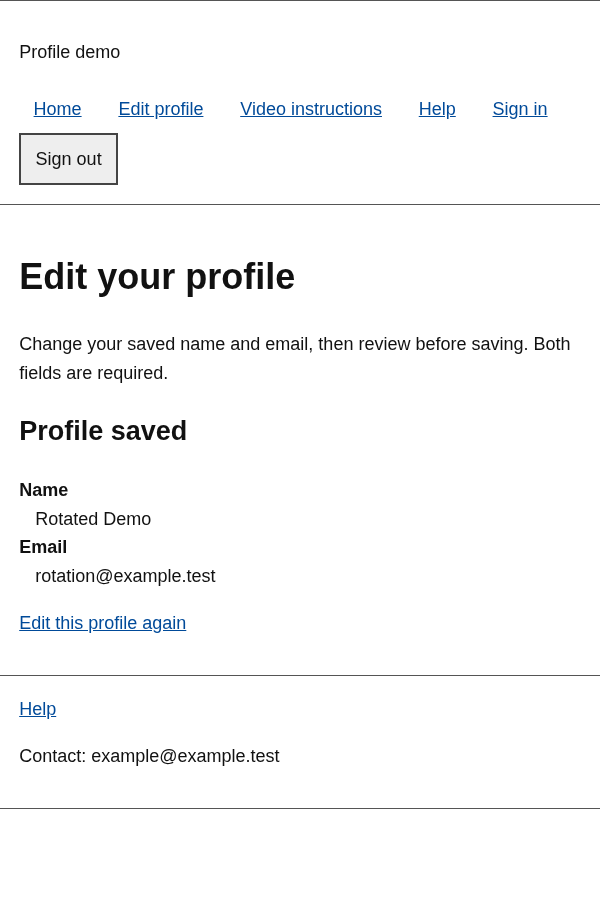 Profile demo
Home Edit profile Video instructions Help Sign in
Sign out
Edit your profile
Change your saved name and email, then review before saving. Both
fields are required.
Profile saved
Name
Rotated Demo
Email
rotation@example.test
Edit this profile again
Help
Contact: example@example.test